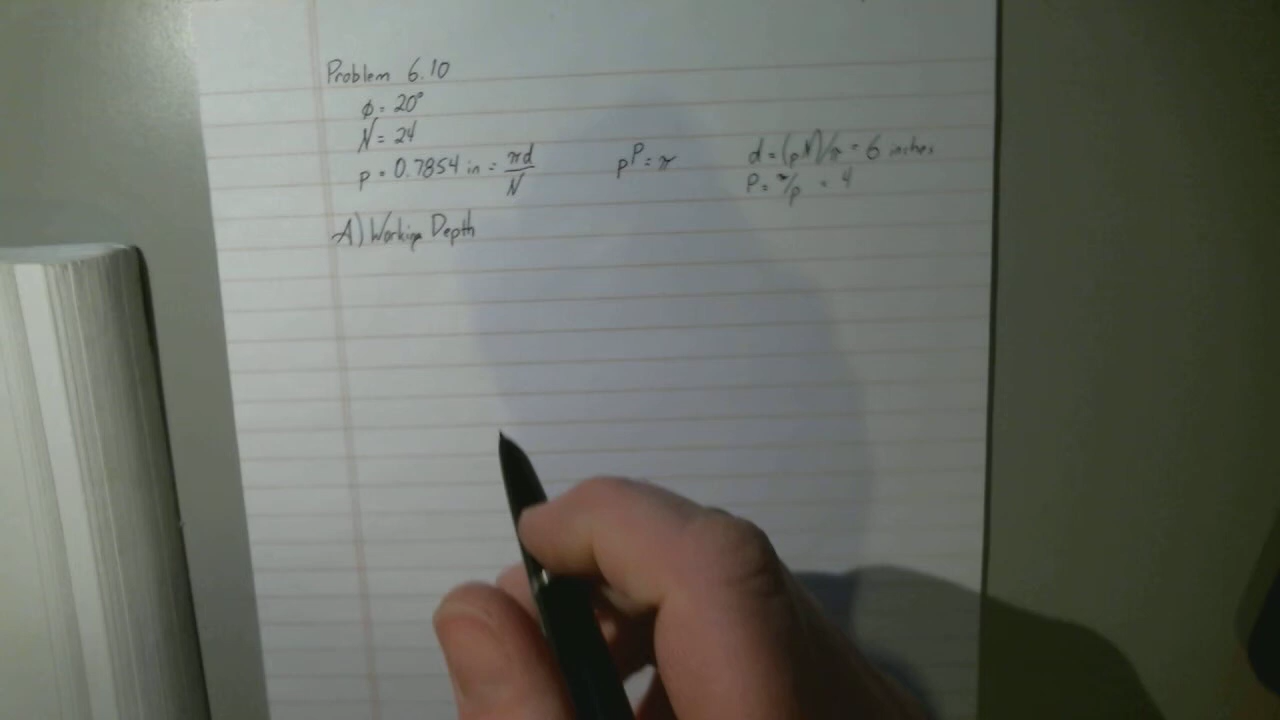 Problem 6.10
φ = 20°
N = 24
p = 0.7854 in = πd/N
pP = π
d = (pN)/π = 6 inches
P = π/p = 4
A) Working Depth